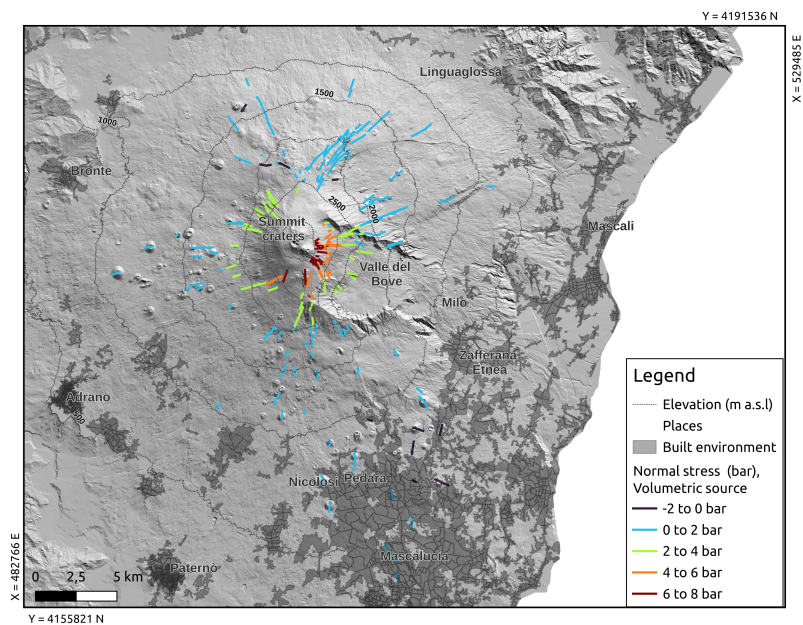 Y = 4191536 N
X = 529485 E
Linguaglossa
1500
1000
Bronte
2500
2000
Summit
craters
Mascali
Valle del
Bove
Milo
Zafferana
Etnea
Adrano
500
Nicolosi
Pedara
Mascalucia
Paternò
0 2,5 5 km
X = 482766 E
Y = 4155821 N
Legend
Elevation (m a.s.l)
Places
Built environment
Normal stress (bar),
Volumetric source
-2 to 0 bar
0 to 2 bar
2 to 4 bar
4 to 6 bar
6 to 8 bar